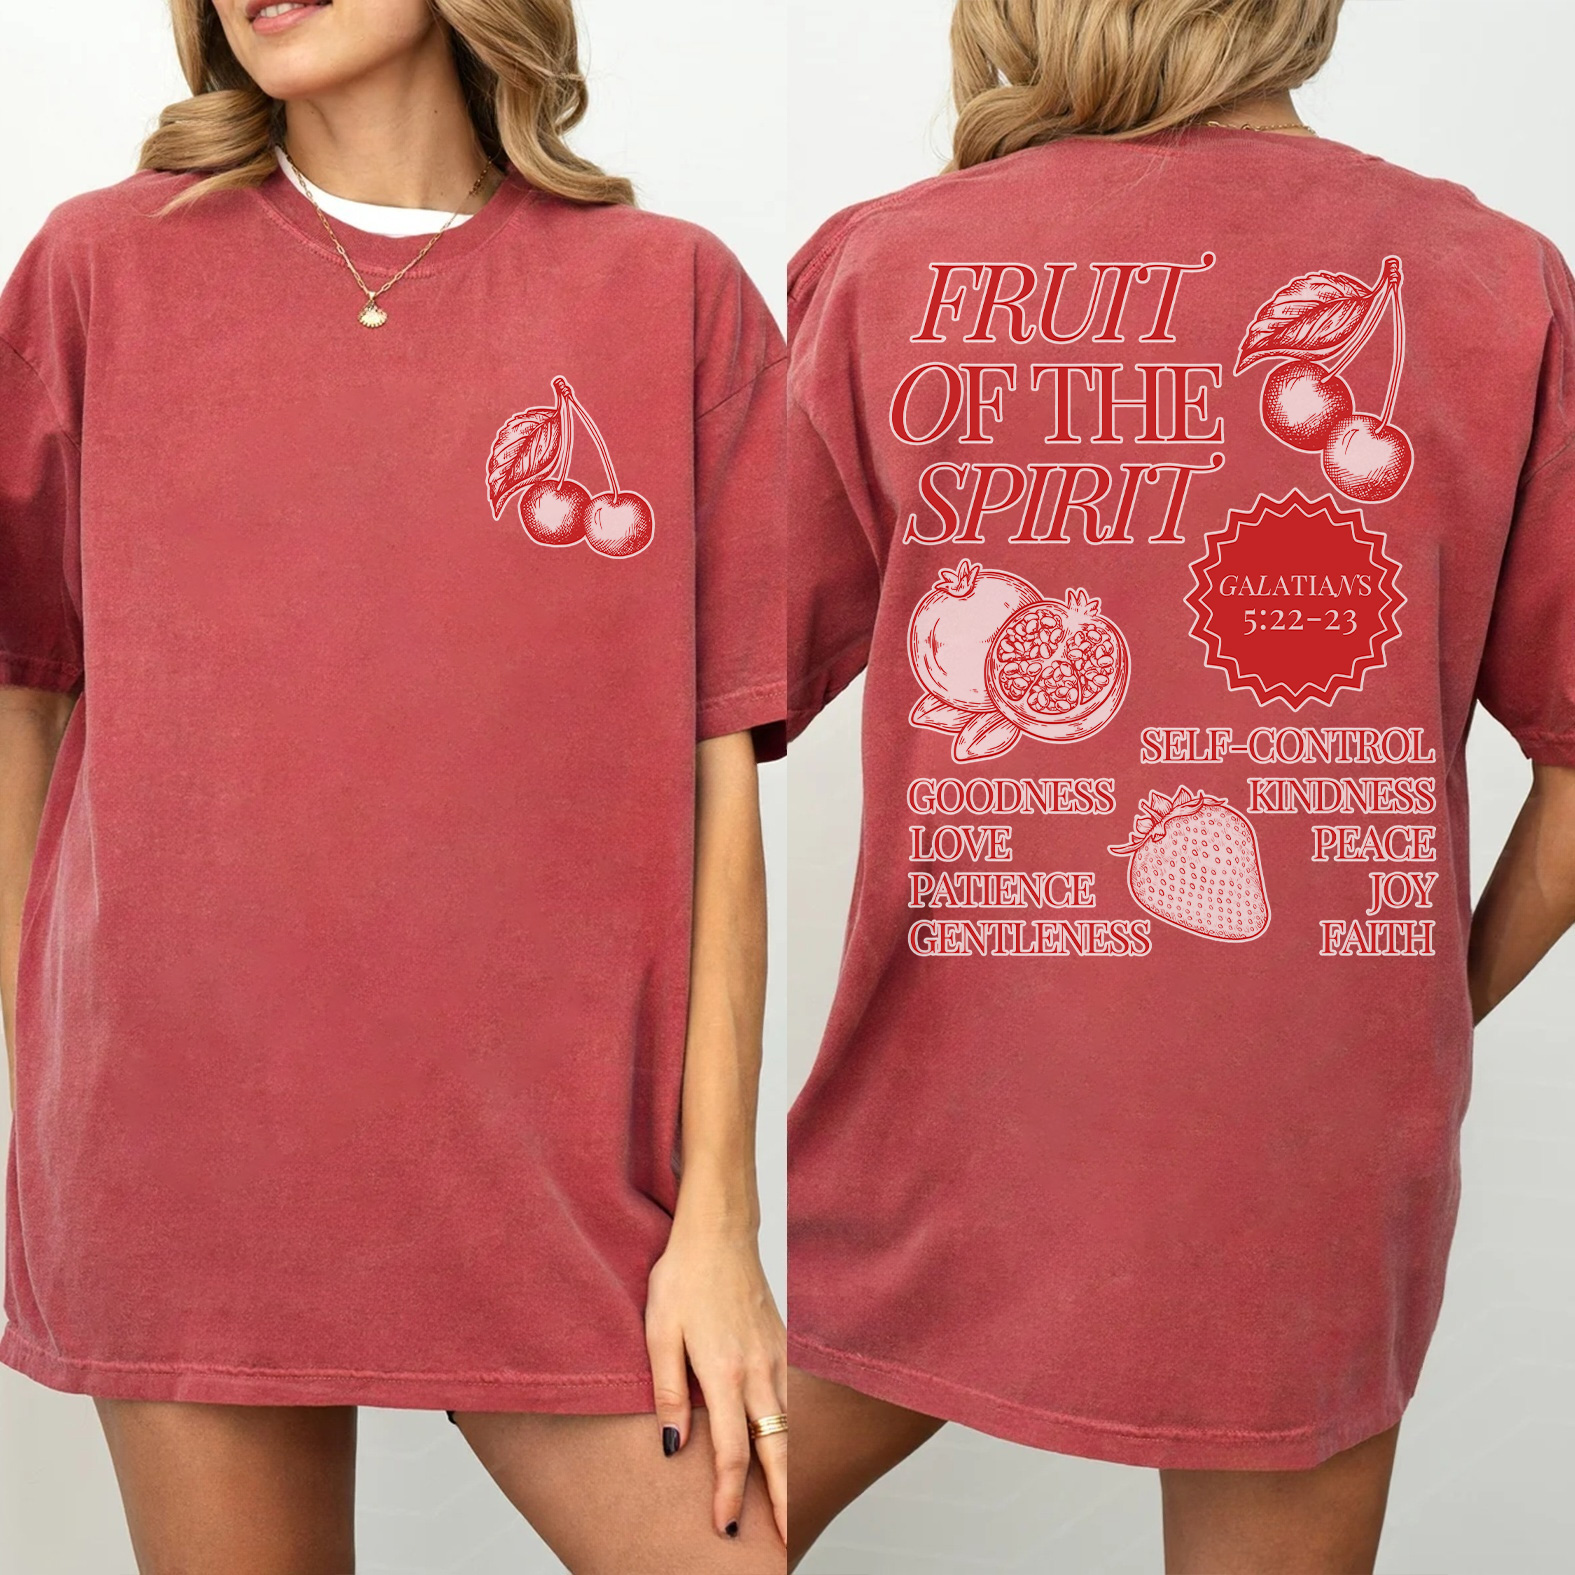 FRUIT
OF THE
SPIRIT
GALATIANS
5:22-23
SELF-CONTROL
GOODNESS
LOVE
PATIENCE
GENTLENESS
KINDNESS
PEACE
JOY
FAITH